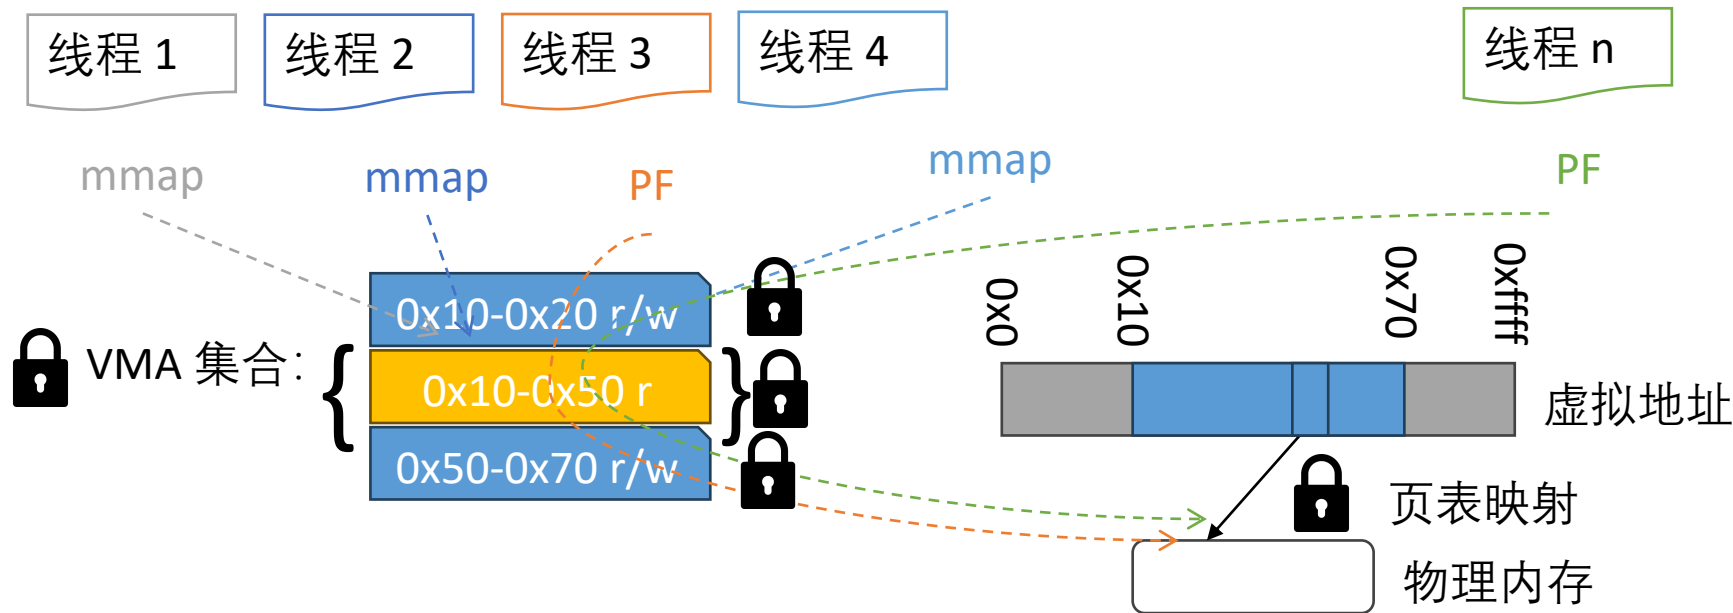 线程 1
线程 2
线程 3
线程 4
线程 n
mmap
mmap
PF
mmap
PF
0x10-0x20 r/w
VMA 集合：
0x10-0x50 r
0x50-0x70 r/w
0x0
0x10
0x70
0xffff
虚拟地址
页表映射
物理内存